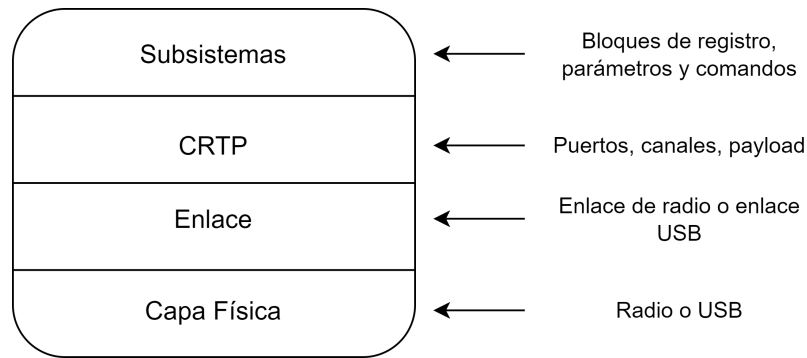 Subsistemas
Bloques de registro,
parámetros y comandos
CRTP
Puertos, canales, payload
Enlace
Enlace de radio o enlace
USB
Capa Física
Radio o USB